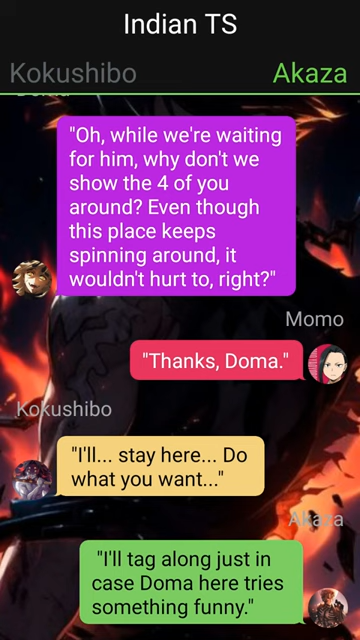 Indian TS
Kokushibo
Akaza
Doma
"Oh, while we're waiting
for him, why don't we
show the 4 of you
around? Even though
this place keeps
spinning around, it
wouldn't hurt to, right?"
Momo
"Thanks, Doma."
Kokushibo
"I'll... stay here... Do
what you want..."
Akaza
"I'll tag along just in
case Doma here tries
something funny."